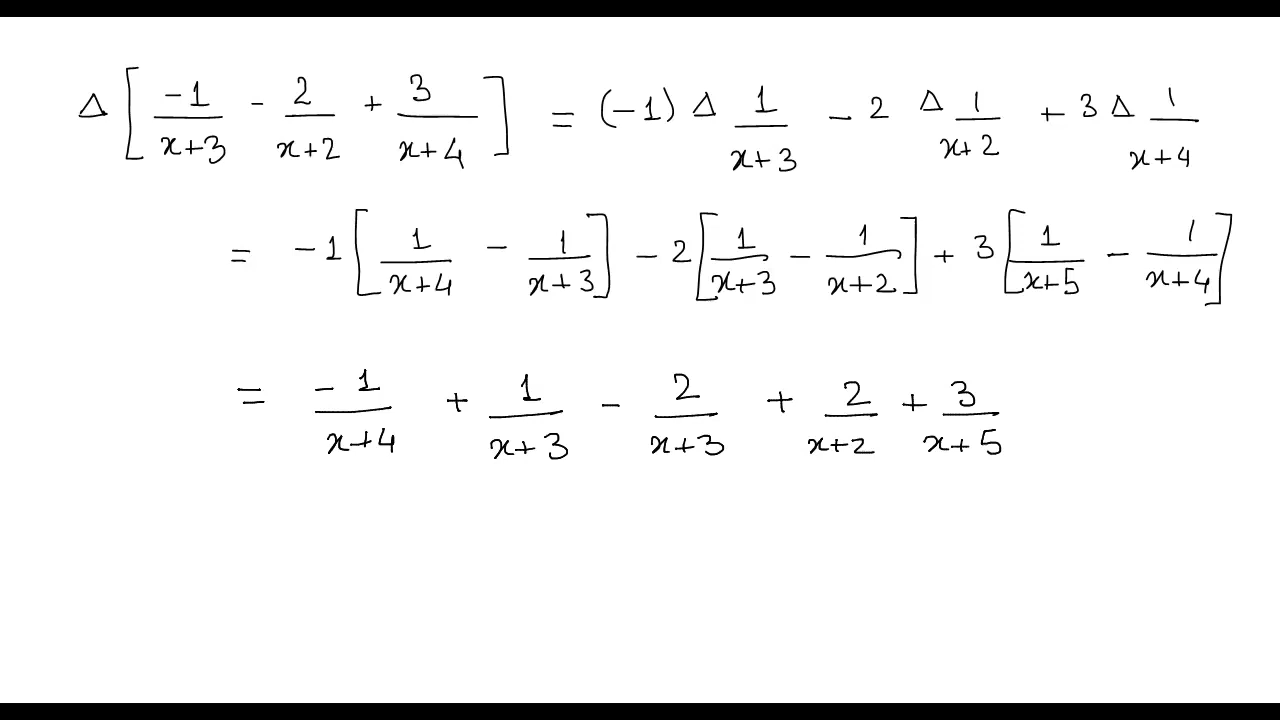 Δ [ -1/(x+3) - 2/(x+2) + 3/(x+4) ] = (-1) Δ 1/(x+3) - 2 Δ 1/(x+2) + 3 Δ 1/(x+4)
= -1 [ 1/(x+4) - 1/(x+3) ] - 2 [ 1/(x+3) - 1/(x+2) ] + 3 [ 1/(x+5) - 1/(x+4) ]
= -1/(x+4) + 1/(x+3) - 2/(x+3) + 2/(x+2) + 3/(x+5)